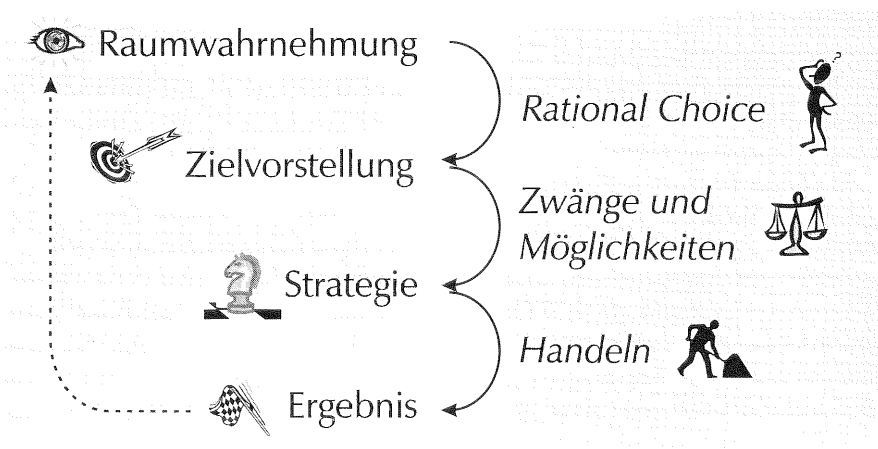 Raumwahrnehmung
Rational Choice
?
Zielvorstellung
Zwänge und
Möglichkeiten
Strategie
Handeln
Ergebnis